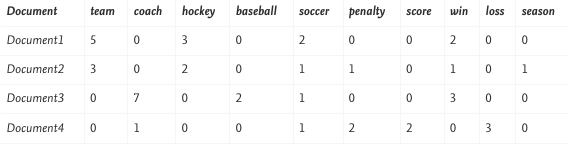 Document team coach hockey baseball soccer penalty score win loss season
Document1 5 0 3 0 2 0 0 2 0 0
Document2 3 0 2 0 1 1 0 1 0 1
Document3 0 7 0 2 1 0 0 3 0 0
Document4 0 1 0 0 1 2 2 0 3 0